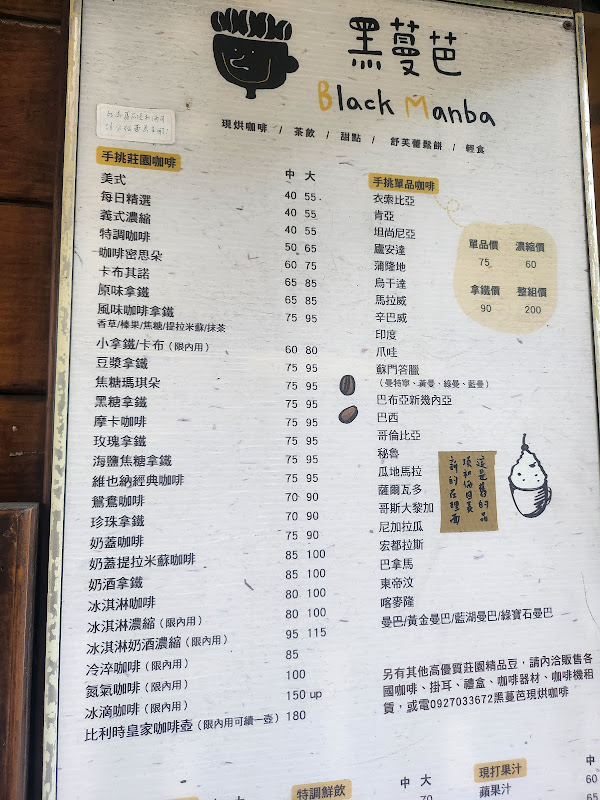 黑蔓芭
Black Manba
現烘咖啡 / 茶飲 / 甜點 / 舒芙蕾鬆餅 / 輕食
手挑莊園咖啡 中 大
美式 40 55
每日精選 40 55
義式濃縮 40 55
特調咖啡 50 65
咖啡密思朵 60 75
卡布其諾 65 85
原味拿鐵 65 85
風味咖啡拿鐵 75 95
香草/榛果/焦糖/提拉米蘇/抹茶
小拿鐵/卡布(限內用) 60 80
豆漿拿鐵 75 95
焦糖瑪琪朵 75 95
黑糖拿鐵 75 95
摩卡咖啡 75 95
玫瑰拿鐵 75 95
海鹽焦糖拿鐵 75 95
維也納經典咖啡 75 95
鴛鴦咖啡 70 90
珍珠拿鐵 70 90
奶蓋咖啡 75 90
奶蓋提拉米蘇咖啡 85 100
奶酒拿鐵 85 100
冰淇淋咖啡 80 100
冰淇淋濃縮(限內用) 80 100
冰淇淋奶酒濃縮(限內用) 95 115
冷淬咖啡(限內用) 85
氮氣咖啡(限內用) 100
冰滴咖啡(限內用) 150 up
比利時皇家咖啡壺(限內用可續一壺) 180
手挑單品咖啡
衣索比亞
肯亞
坦尚尼亞
盧安達
蒲隆地
烏干達
馬拉威
辛巴威
印度
爪哇
蘇門答臘
(曼特寧、黃曼、綠曼、藍曼)
巴布亞新幾內亞
巴西
哥倫比亞
秘魯
瓜地馬拉
薩爾瓦多
哥斯大黎加
尼加拉瓜
宏都拉斯
巴拿馬
東帝汶
喀麥隆
曼巴/黃金曼巴/藍湖曼巴/綠寶石曼巴
單品價 濃縮價
75 60
拿鐵價 整組價
90 200
這是舊的品
項和價目表
新的在裡面
另有其他高優質莊園精品豆，請內洽販售各
國咖啡、掛耳、禮盒、咖啡器材、咖啡機租
賃，或電0927033672黑蔓芭現烘咖啡
特調鮮飲 中 大
70
現打果汁 中
蘋果汁 60
65